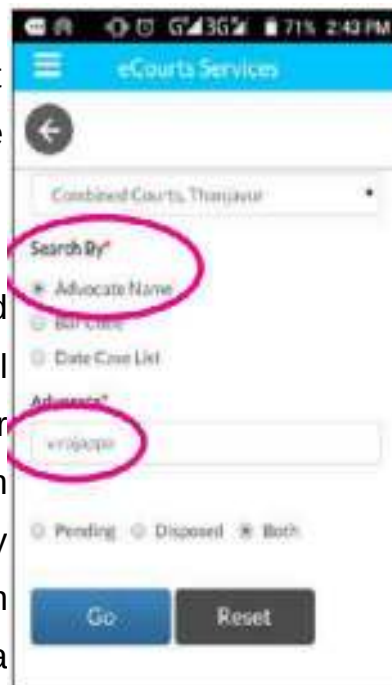 G 3G 71% 2:43 PM
eCourts Services
Combined Courts, Thanjavur
Search By*
Advocate Name
Bar Code
Date Case List
Advocate*
Pending Disposed Both
Go Reset